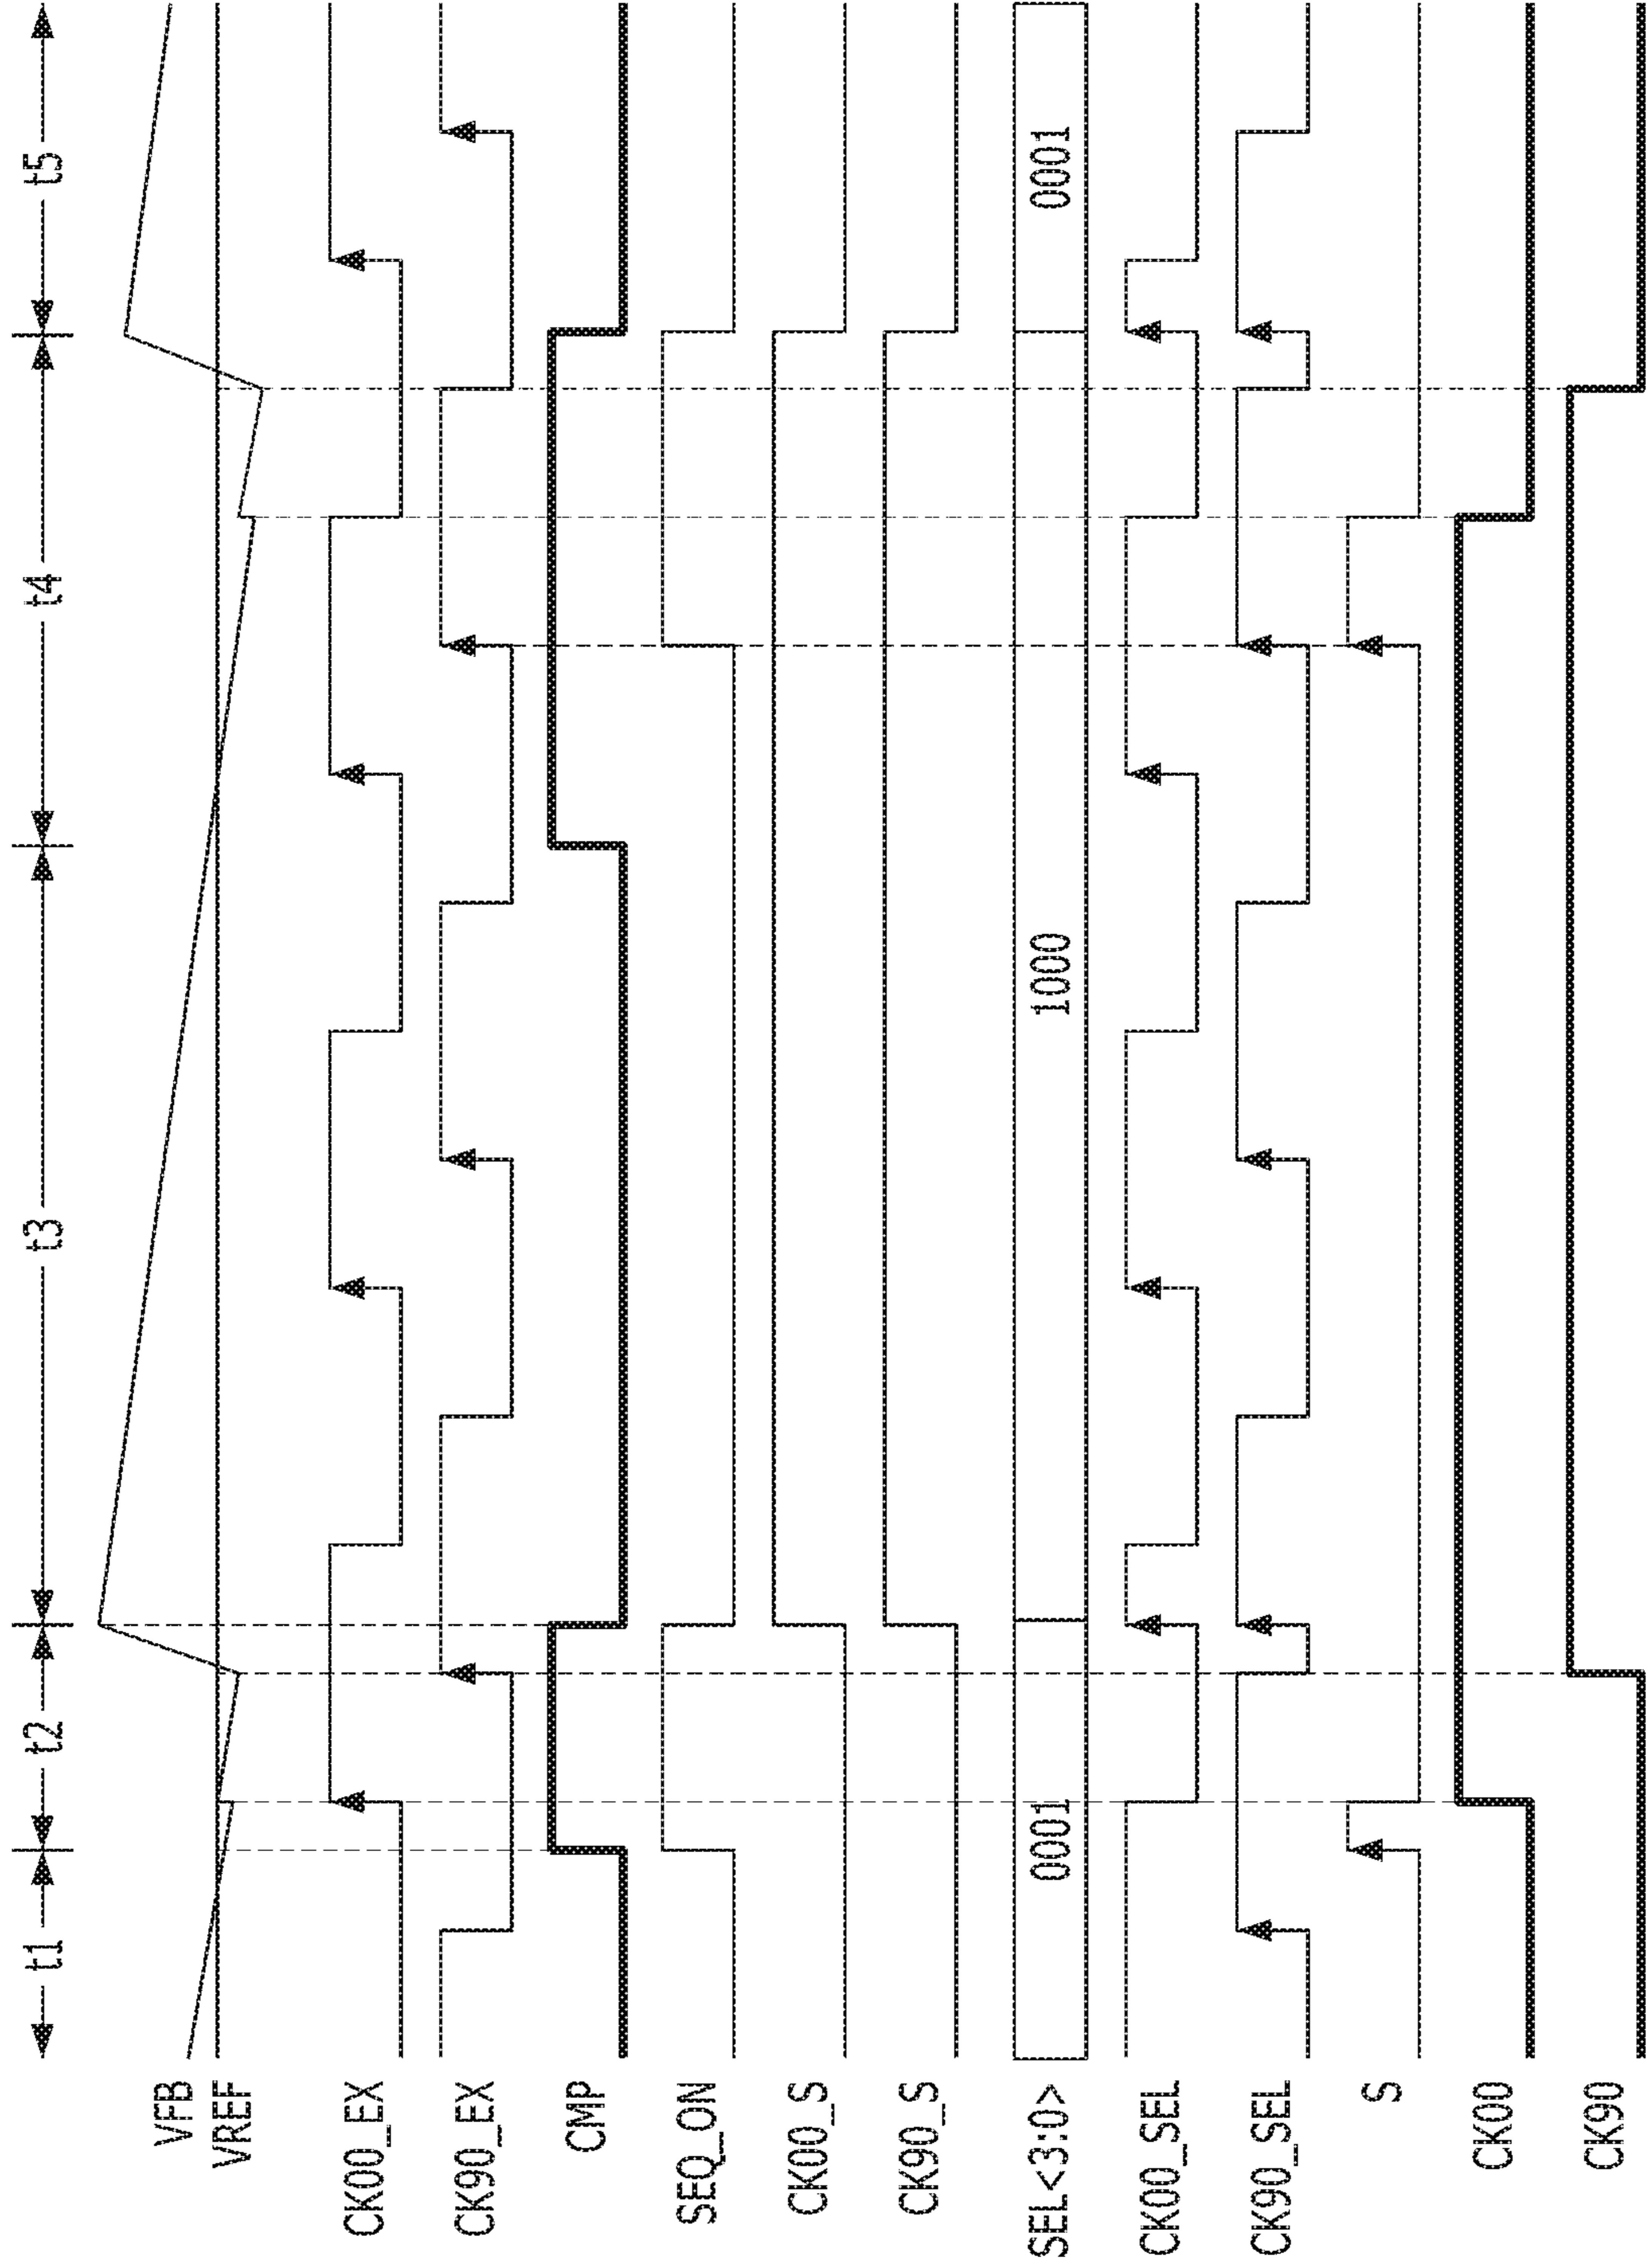 t1 t2 t3 t4 t5
VFB
VREF
CK00_EX
CK90_EX
CMP
SEQ_ON
CK00_S
CK90_S
SEL<3:0> 0001 1000 0001
CK00_SEL
CK90_SEL
S
CK00
CK90